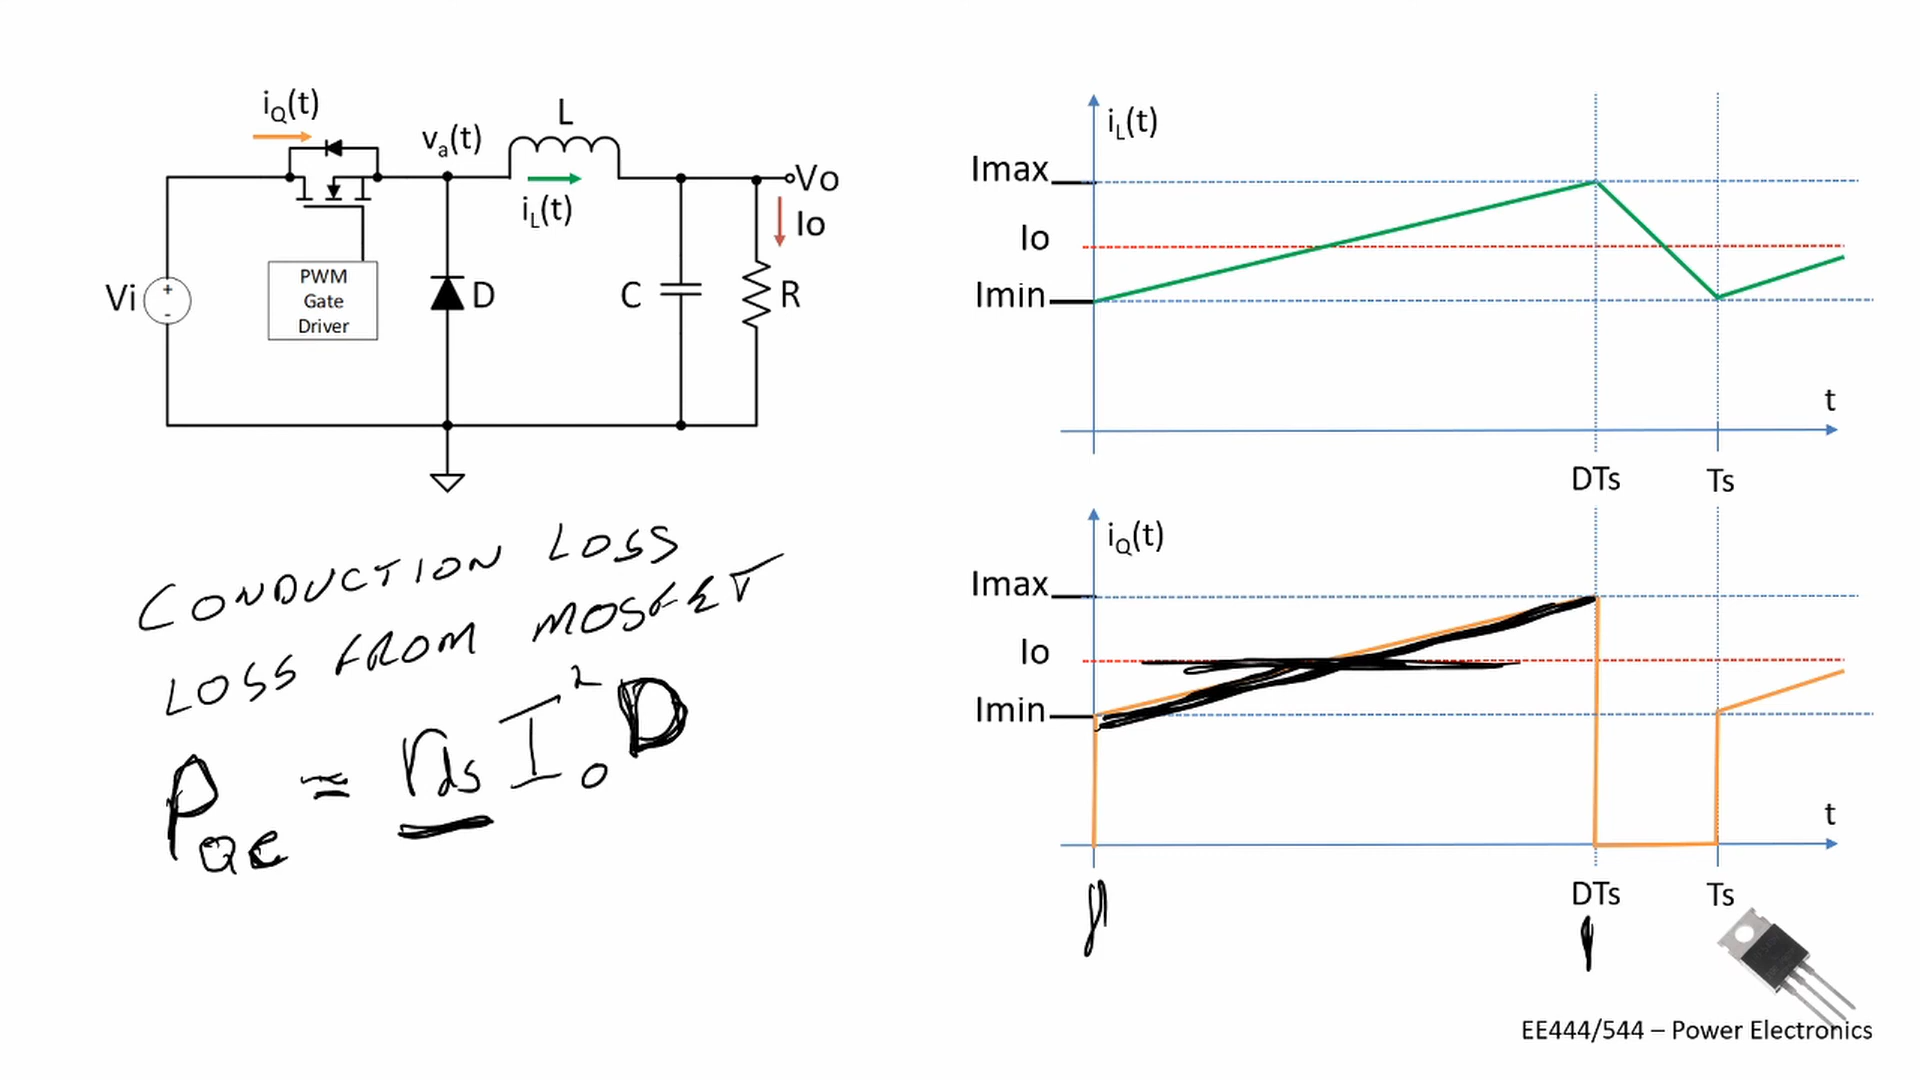 iQ(t)
va(t)
L
iL(t)
Vo
Io
Vi
+
-
PWM
Gate
Driver
D
C
R
CONDUCTION LOSS
LOSS FROM MOSFET
PQC ≈ rds Io² D
iL(t)
Imax
Io
Imin
t
DTs Ts
iQ(t)
Imax
Io
Imin
t
DTs Ts
EE444/544 – Power Electronics